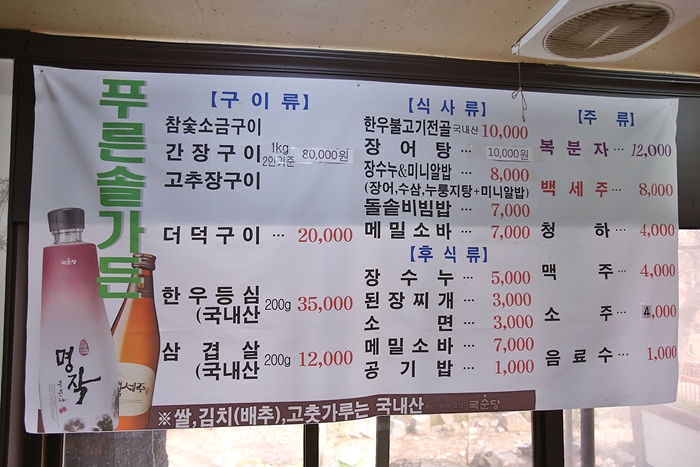 푸른솔가든
【구 이 류】
참숯소금구이
간 장 구 이 1kg 2인기준 80,000원
고추장구이
더 덕 구 이 … 20,000
한 우 등 심 200g 35,000
(국내산
삼 겹 살 200g 12,000
(국내산
【식 사 류】
한우불고기전골 국내산 10,000
장 어 탕 … 10,000원
장수누&미니알밥 … 8,000
(장어,수삼,누룽지탕+미니알밥)
돌솥비빔밥 … 7,000
메 밀 소 바 … 7,000
【후 식 류】
장 수 누 … 5,000
된 장 찌 개 … 3,000
소 면 … 3,000
메 밀 소 바 … 7,000
공 기 밥 … 1,000
【주 류】
복 분 자 … 12,000
백 세 주 … 8,000
청 하 … 4,000
맥 주 … 4,000
소 주 … 4,000
음 료 수 … 1,000
국순당
명작
※쌀,김치(배추),고춧가루는 국내산
국순당